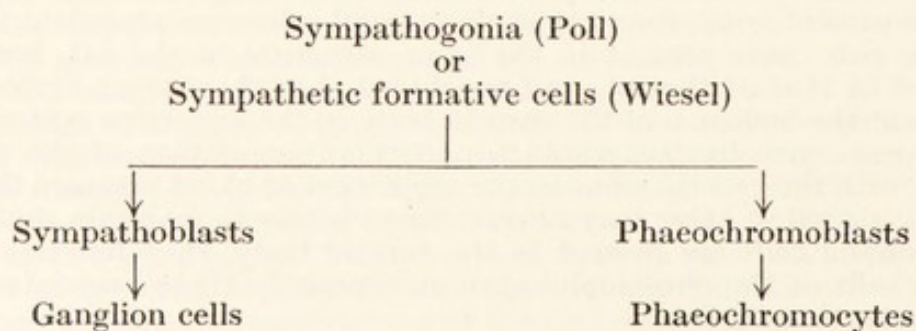 Sympathogonia (Poll)
or
Sympathetic formative cells (Wiesel)
Sympathoblasts Phaeochromoblasts
Ganglion cells Phaeochromocytes